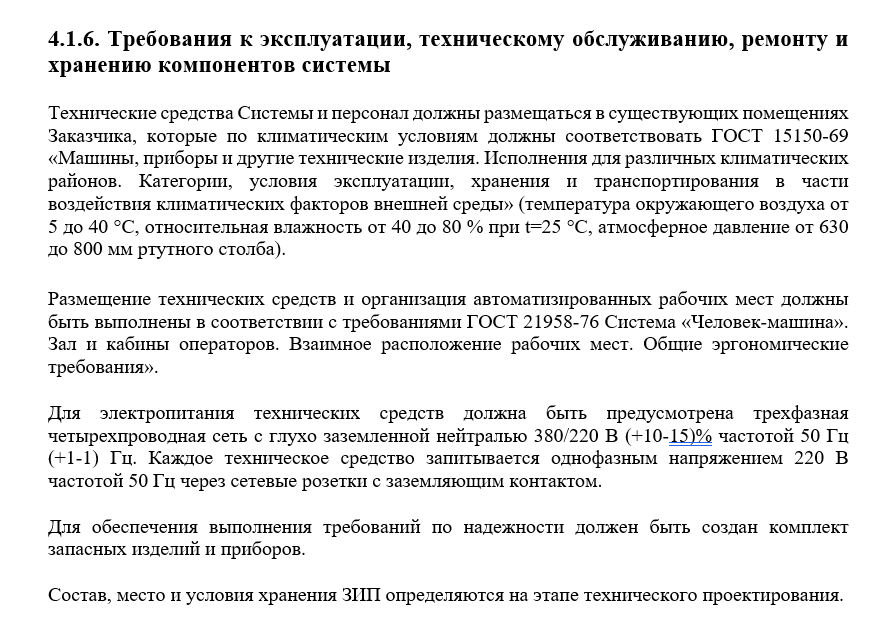 4.1.6. Требования к эксплуатации, техническому обслуживанию, ремонту и
хранению компонентов системы
Технические средства Системы и персонал должны размещаться в существующих помещениях
Заказчика, которые по климатическим условиям должны соответствовать ГОСТ 15150-69
«Машины, приборы и другие технические изделия. Исполнения для различных климатических
районов. Категории, условия эксплуатации, хранения и транспортирования в части
воздействия климатических факторов внешней среды» (температура окружающего воздуха от
5 до 40 °С, относительная влажность от 40 до 80 % при t=25 °С, атмосферное давление от 630
до 800 мм ртутного столба).
Размещение технических средств и организация автоматизированных рабочих мест должны
быть выполнены в соответствии с требованиями ГОСТ 21958-76 Система «Человек-машина».
Зал и кабины операторов. Взаимное расположение рабочих мест. Общие эргономические
требования».
Для электропитания технических средств должна быть предусмотрена трехфазная
четырехпроводная сеть с глухо заземленной нейтралью 380/220 В (+10-15)% частотой 50 Гц
(+1-1) Гц. Каждое техническое средство запитывается однофазным напряжением 220 В
частотой 50 Гц через сетевые розетки с заземляющим контактом.
Для обеспечения выполнения требований по надежности должен быть создан комплект
запасных изделий и приборов.
Состав, место и условия хранения ЗИП определяются на этапе технического проектирования.